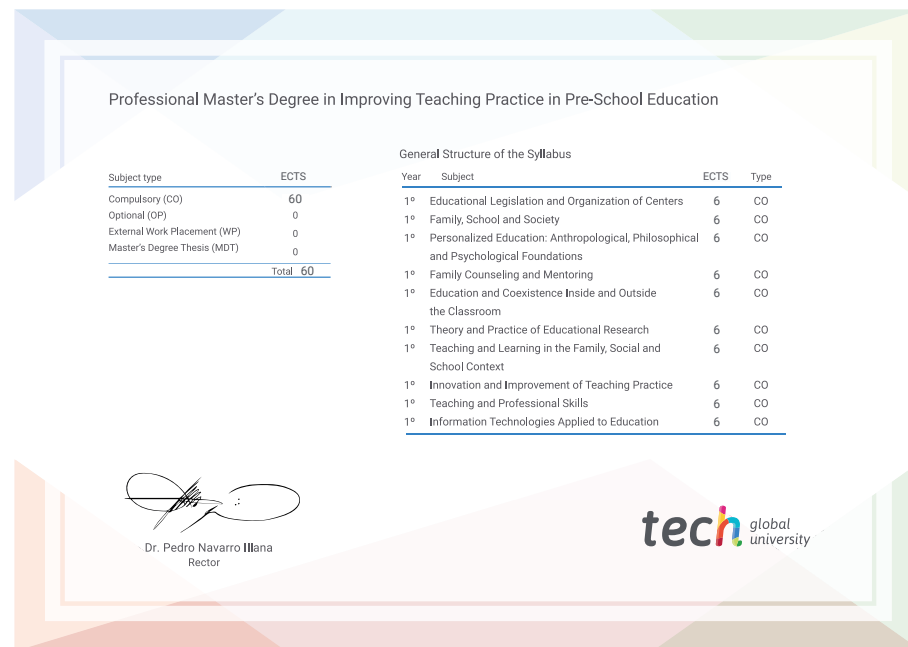 Professional Master's Degree in Improving Teaching Practice in Pre-School Education
Subject type ECTS
Compulsory (CO) 60
Optional (OP) 0
External Work Placement (WP) 0
Master's Degree Thesis (MDT) 0
Total 60
General Structure of the Syllabus
Year Subject ECTS Type
1º Educational Legislation and Organization of Centers 6 CO
1º Family, School and Society 6 CO
1º Personalized Education: Anthropological, Philosophical 6 CO
and Psychological Foundations
1º Family Counseling and Mentoring 6 CO
1º Education and Coexistence Inside and Outside 6 CO
the Classroom
1º Theory and Practice of Educational Research 6 CO
1º Teaching and Learning in the Family, Social and 6 CO
School Context
1º Innovation and Improvement of Teaching Practice 6 CO
1º Teaching and Professional Skills 6 CO
1º Information Technologies Applied to Education 6 CO
Dr. Pedro Navarro Illana
Rector
tech global
university